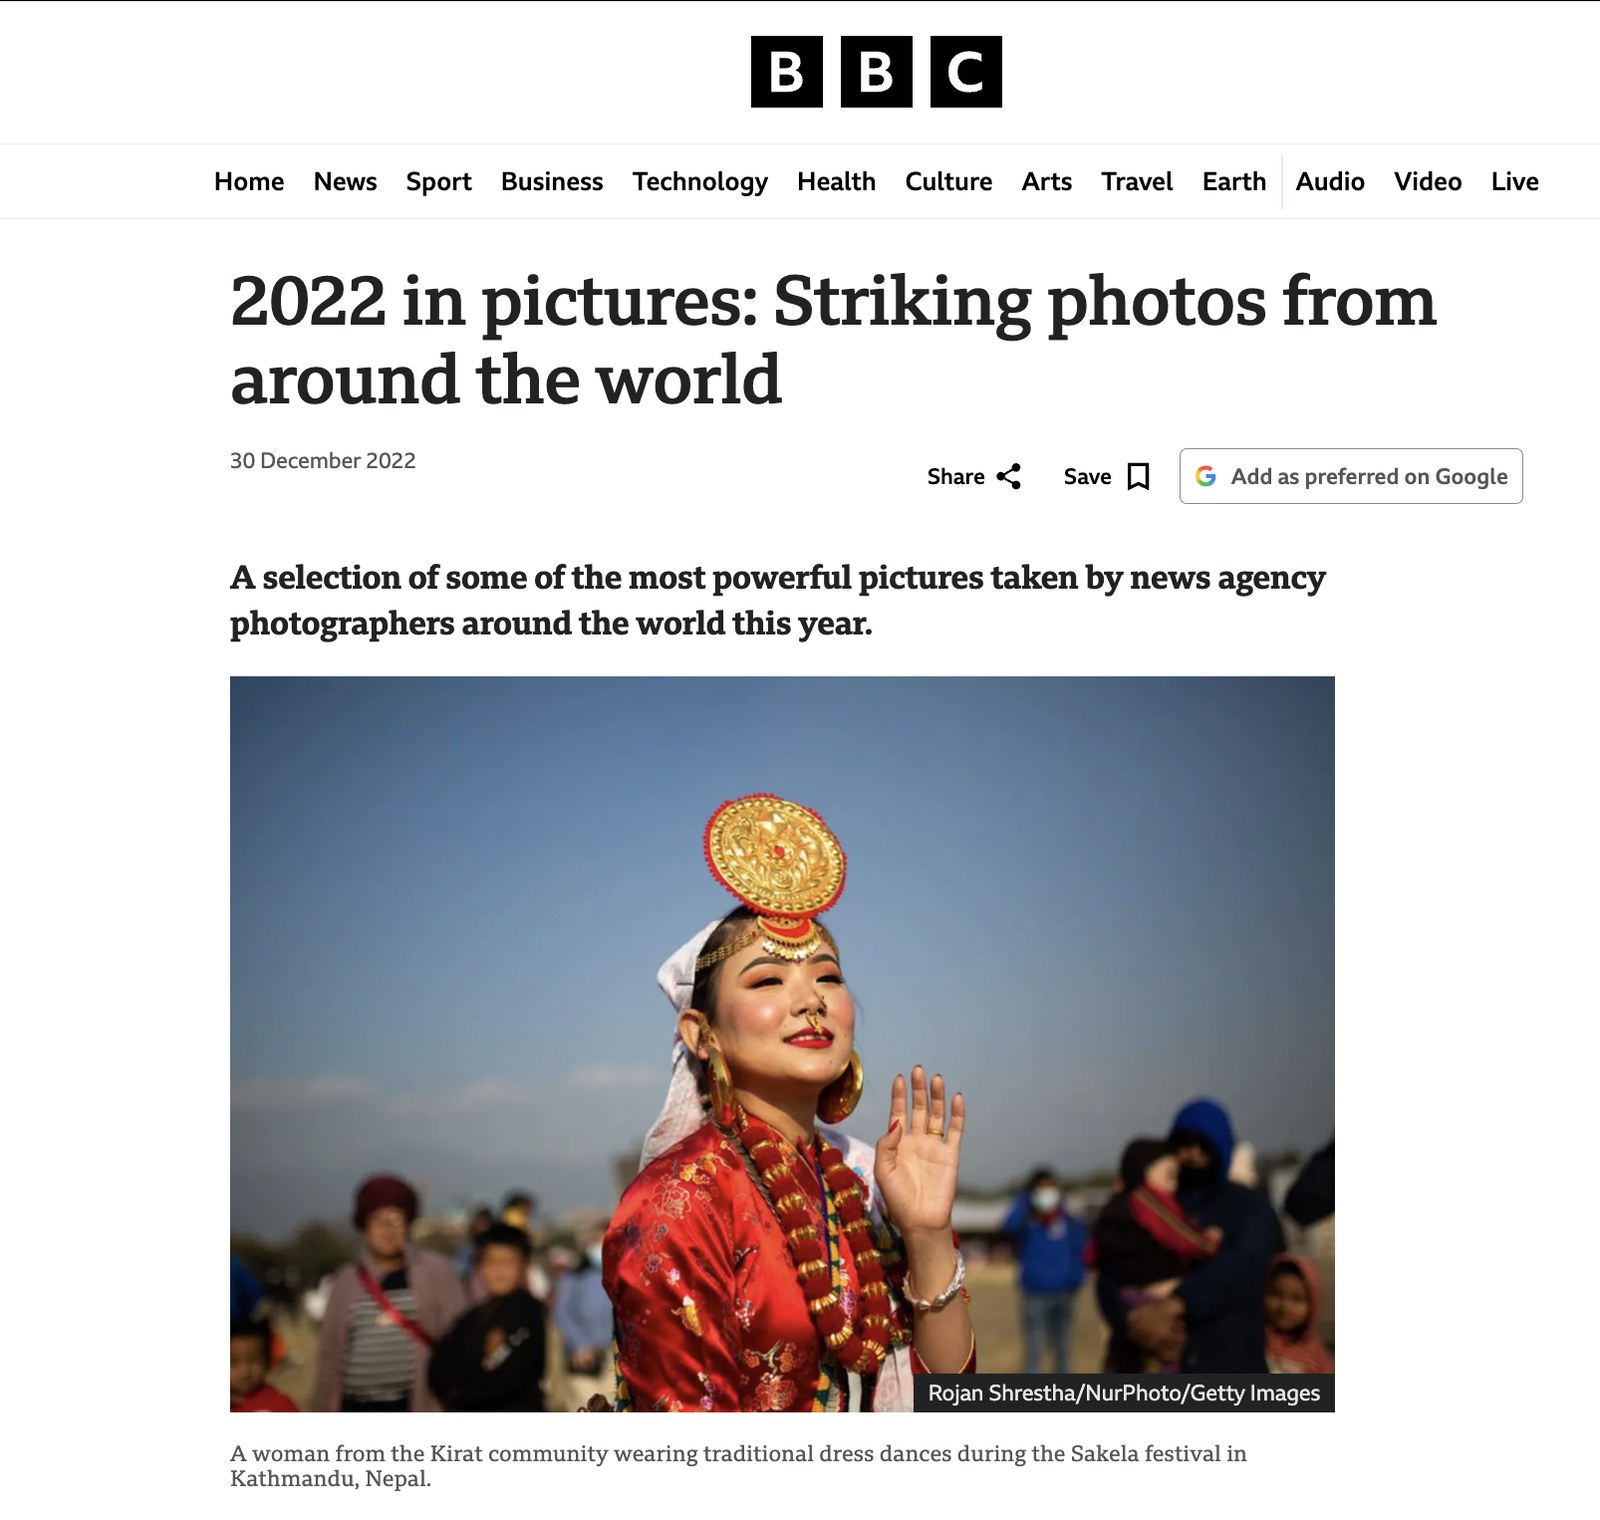 BBC
Home News Sport Business Technology Health Culture Arts Travel Earth Audio Video Live
2022 in pictures: Striking photos from
around the world
30 December 2022
Share Save Add as preferred on Google
A selection of some of the most powerful pictures taken by news agency
photographers around the world this year.
Rojan Shrestha/NurPhoto/Getty Images
A woman from the Kirat community wearing traditional dress dances during the Sakela festival in
Kathmandu, Nepal.